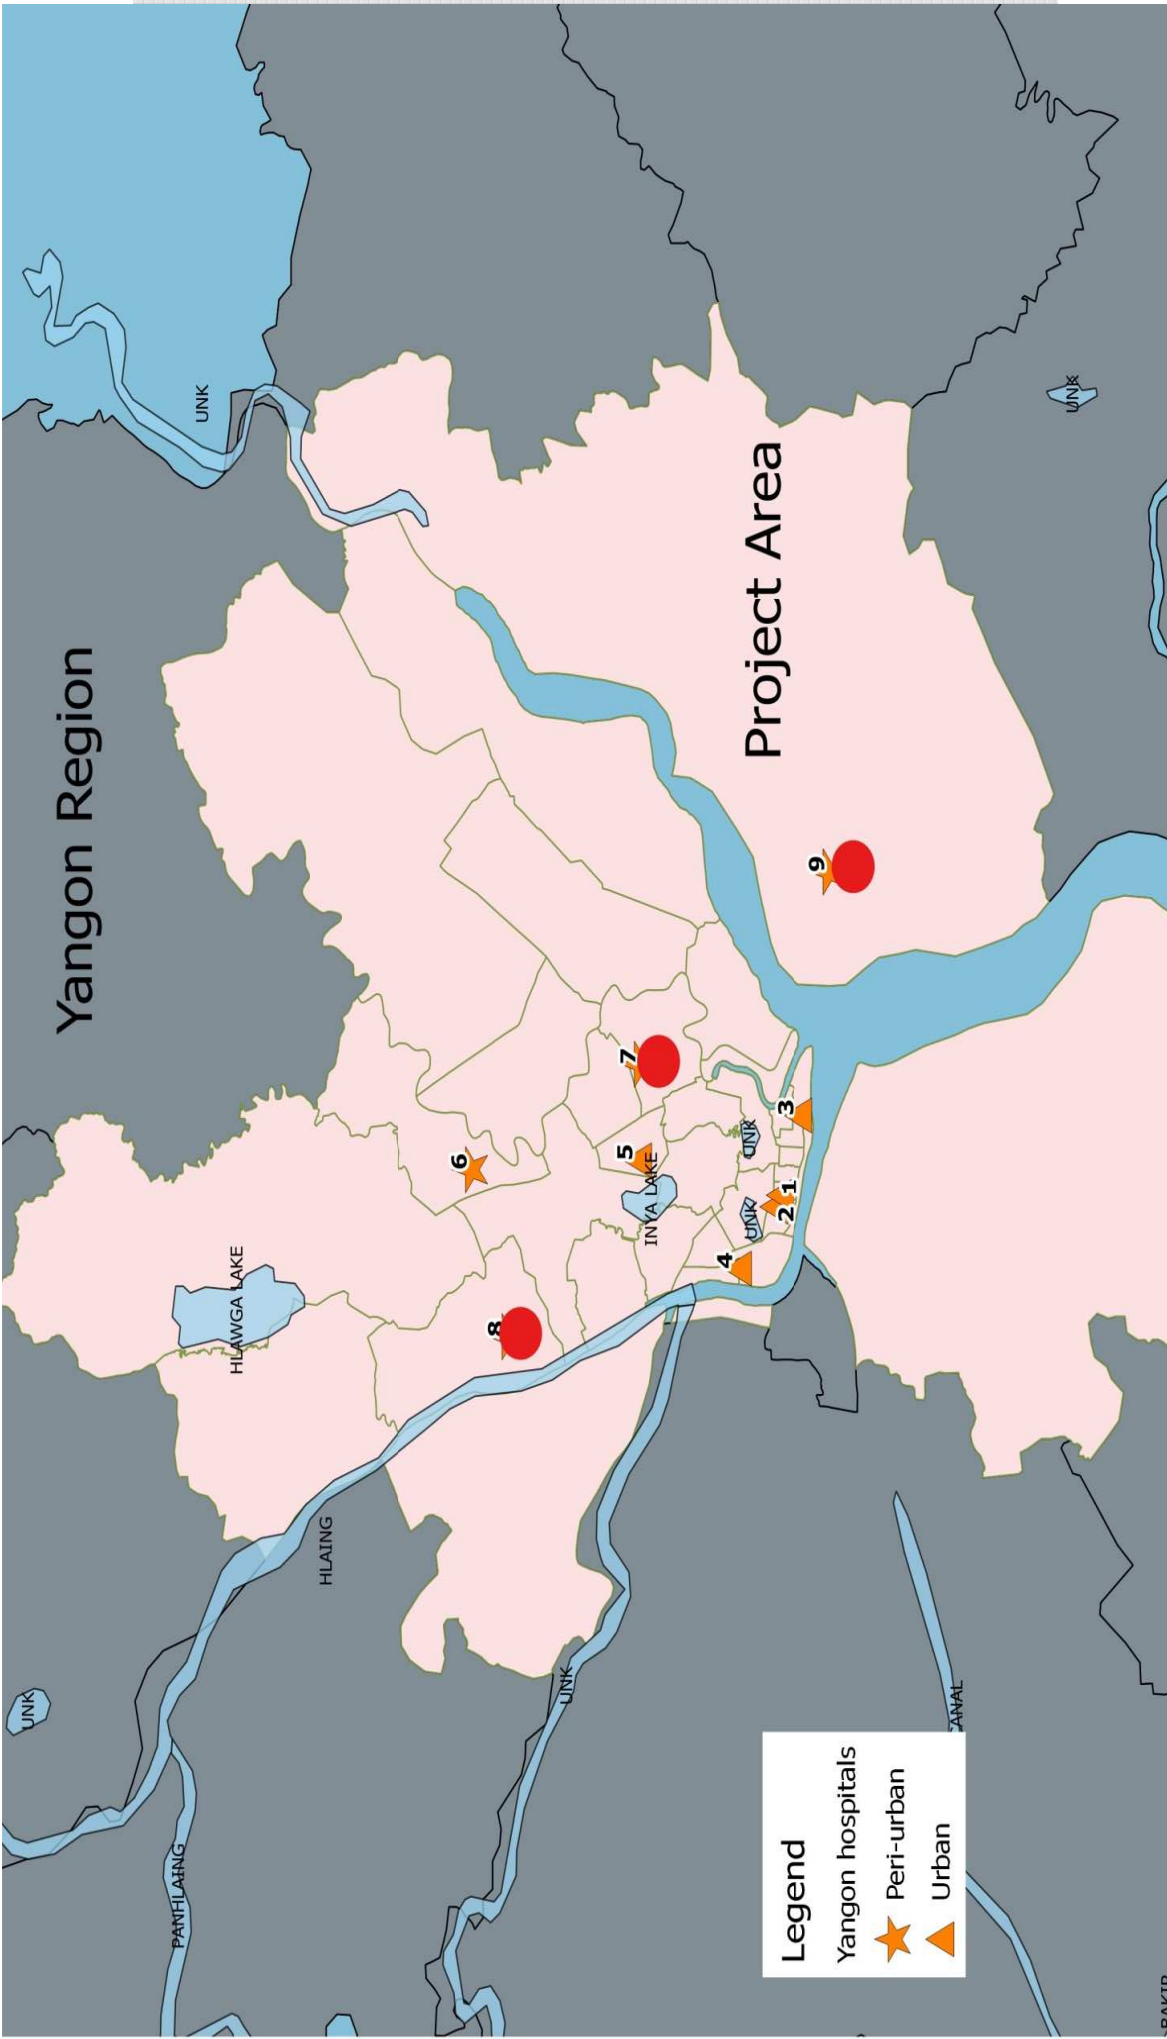 UNK
Yangon Region
PANHLAING
UNK
HLAWGA LAKE
HLAING
6
8
UNK
5
7
INYA LAKE
4
UNK
UNK
Project Area
2
1
3
9
Legend
Yangon hospitals
Peri-urban
Urban
CANAL
UNK